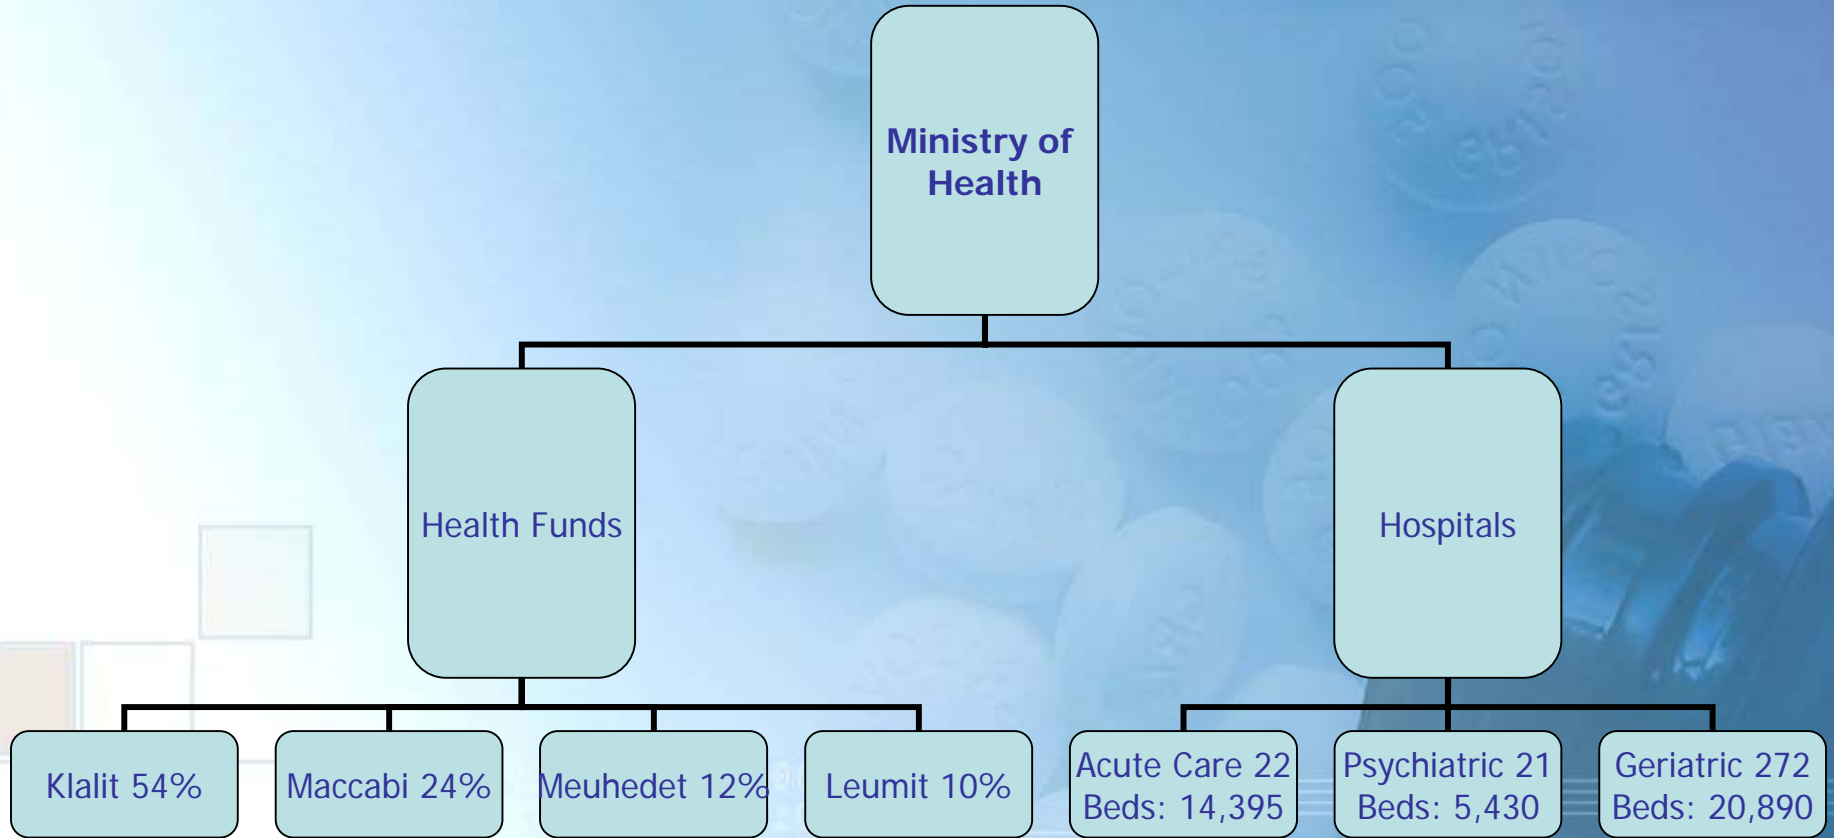 Ministry of
Health
Health Funds
Hospitals
Klalit 54%
Maccabi 24%
Meuhedet 12%
Leumit 10%
Acute Care 22
Beds: 14,395
Psychiatric 21
Beds: 5,430
Geriatric 272
Beds: 20,890